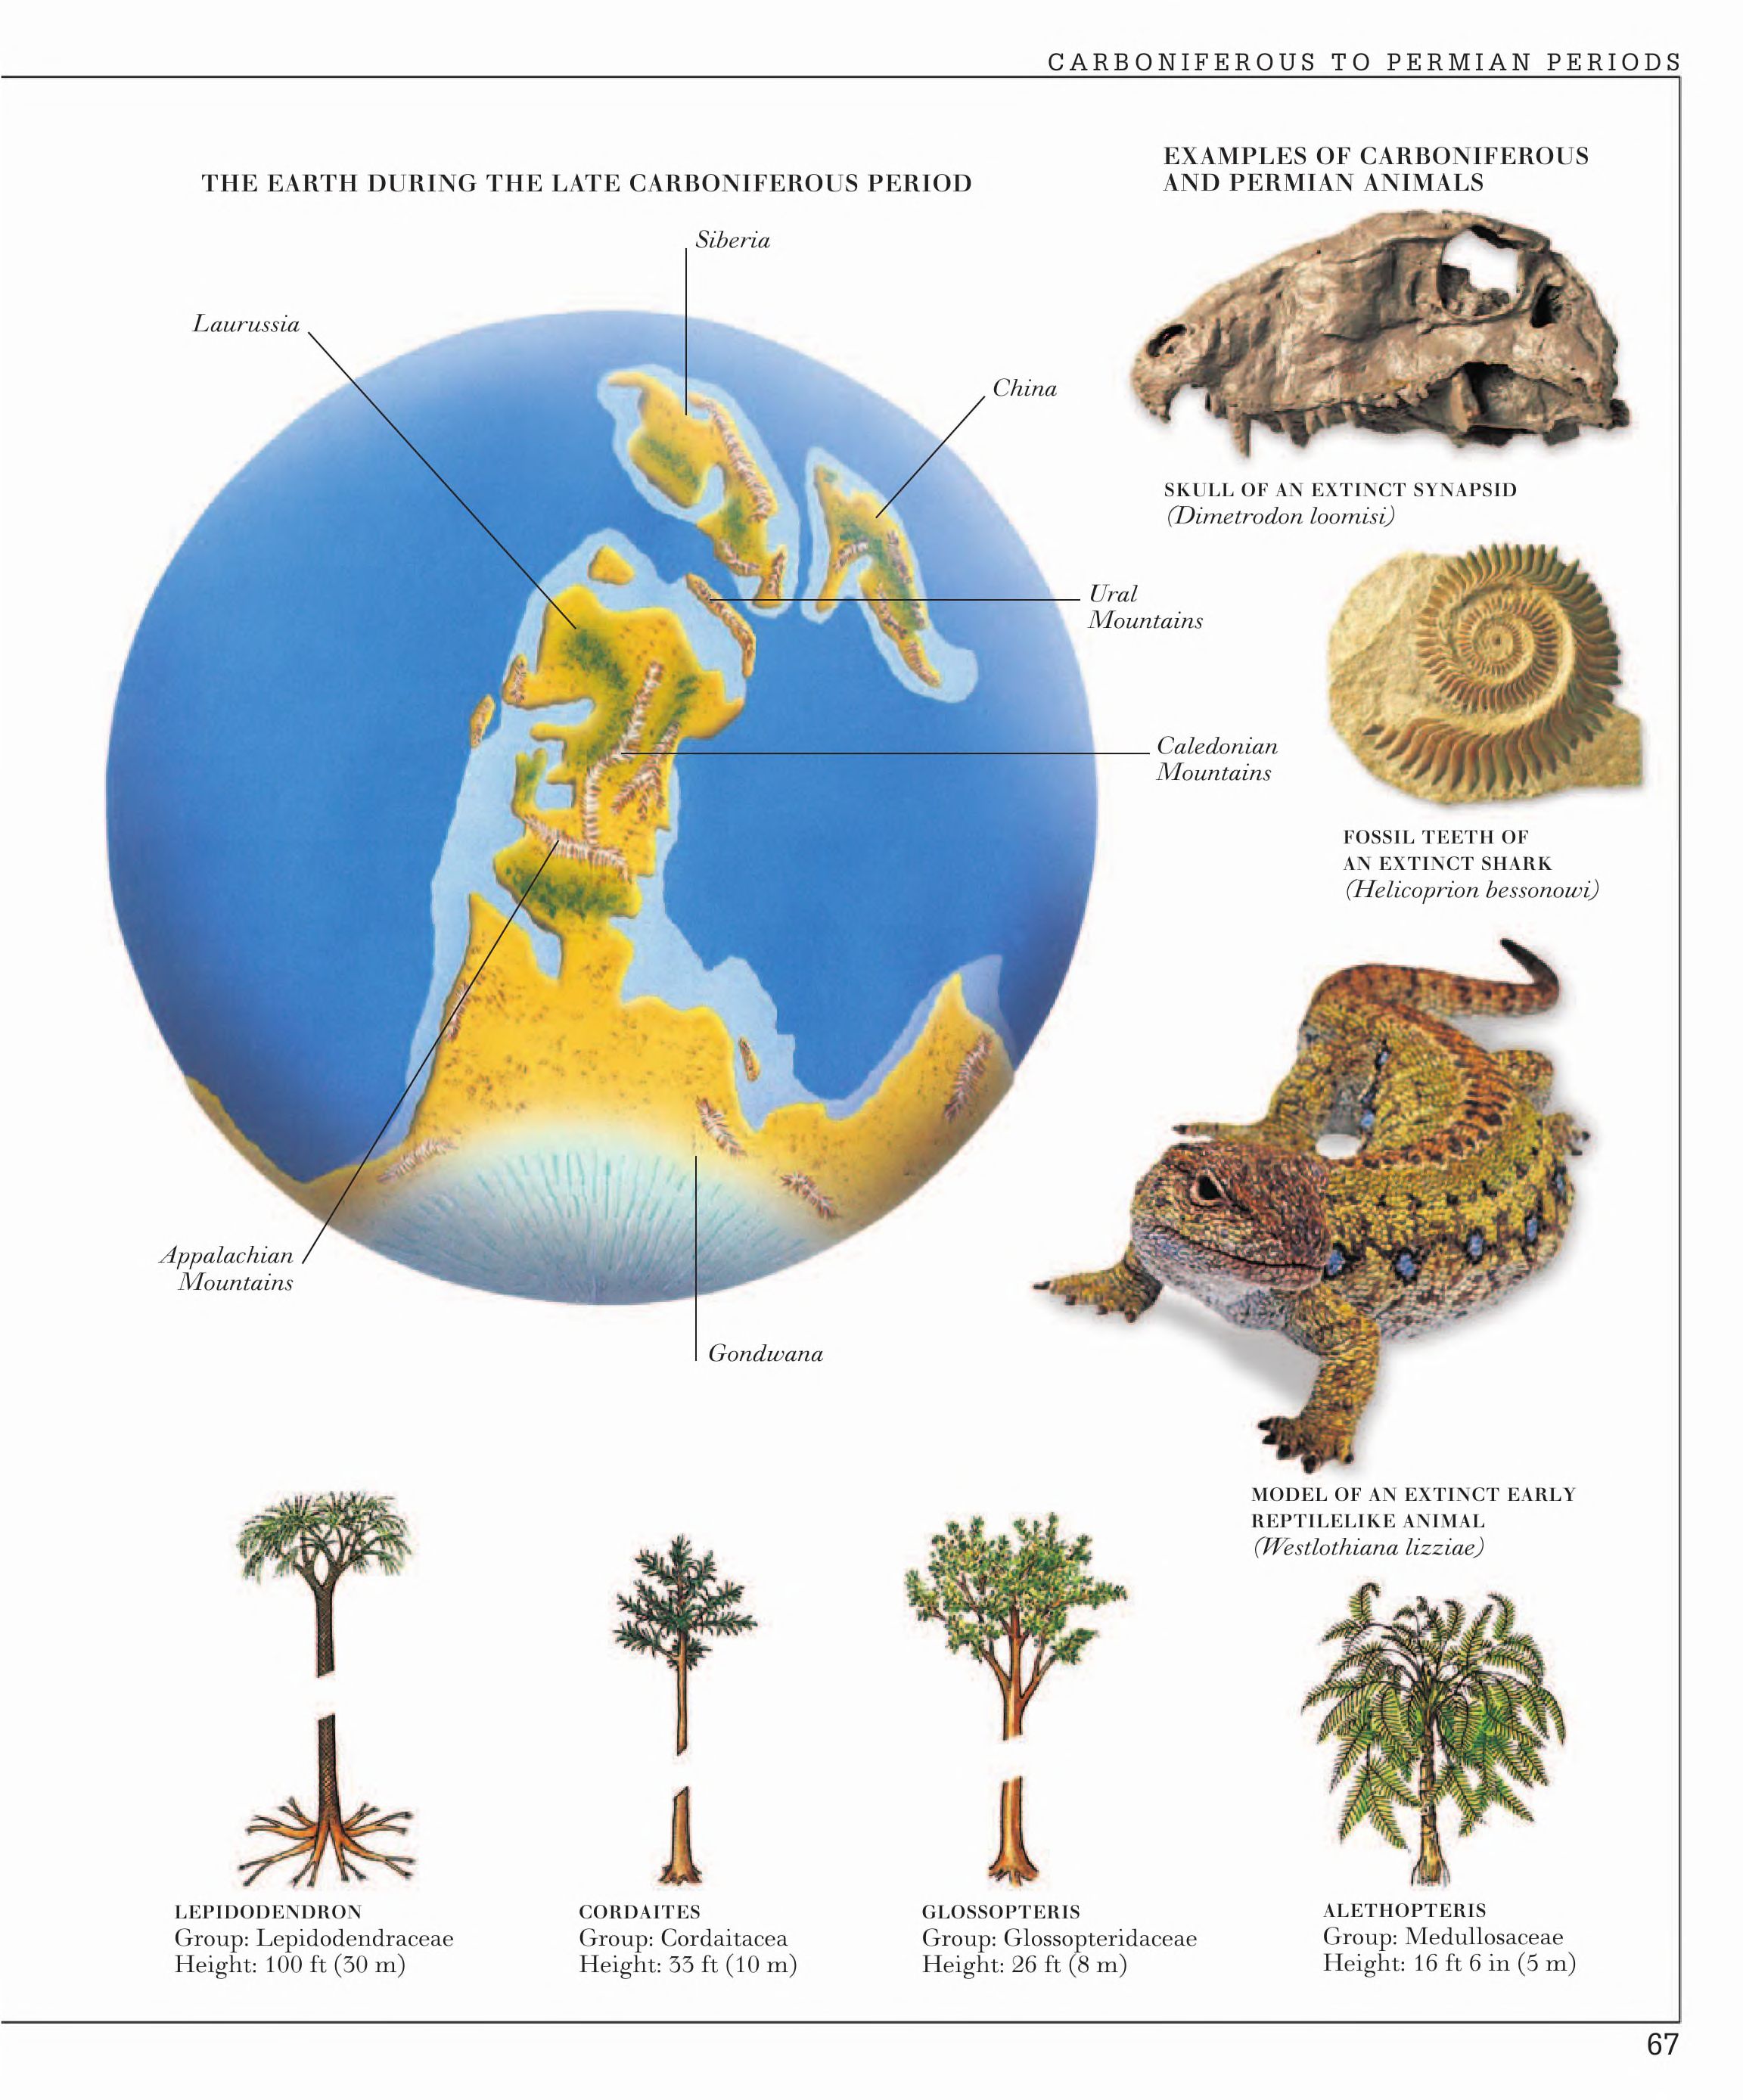 CARBONIFEROUS TO PERMIAN PERIODS
THE EARTH DURING THE LATE CARBONIFEROUS PERIOD
Siberia
Laurussia
China
Ural
Mountains
Caledonian
Mountains
Appalachian
Mountains
Gondwana
EXAMPLES OF CARBONIFEROUS
AND PERMIAN ANIMALS
SKULL OF AN EXTINCT SYNAPSID
(Dimetrodon loomisi)
FOSSIL TEETH OF
AN EXTINCT SHARK
(Helicoprion bessonowi)
MODEL OF AN EXTINCT EARLY
REPTILELIKE ANIMAL
(Westlothiana lizziae)
LEPIDODENDRON
Group: Lepidodendraceae
Height: 100 ft (30 m)
CORDAITES
Group: Cordaitacea
Height: 33 ft (10 m)
GLOSSOPTERIS
Group: Glossopteridaceae
Height: 26 ft (8 m)
ALETHOPTERIS
Group: Medullosaceae
Height: 16 ft 6 in (5 m)
67